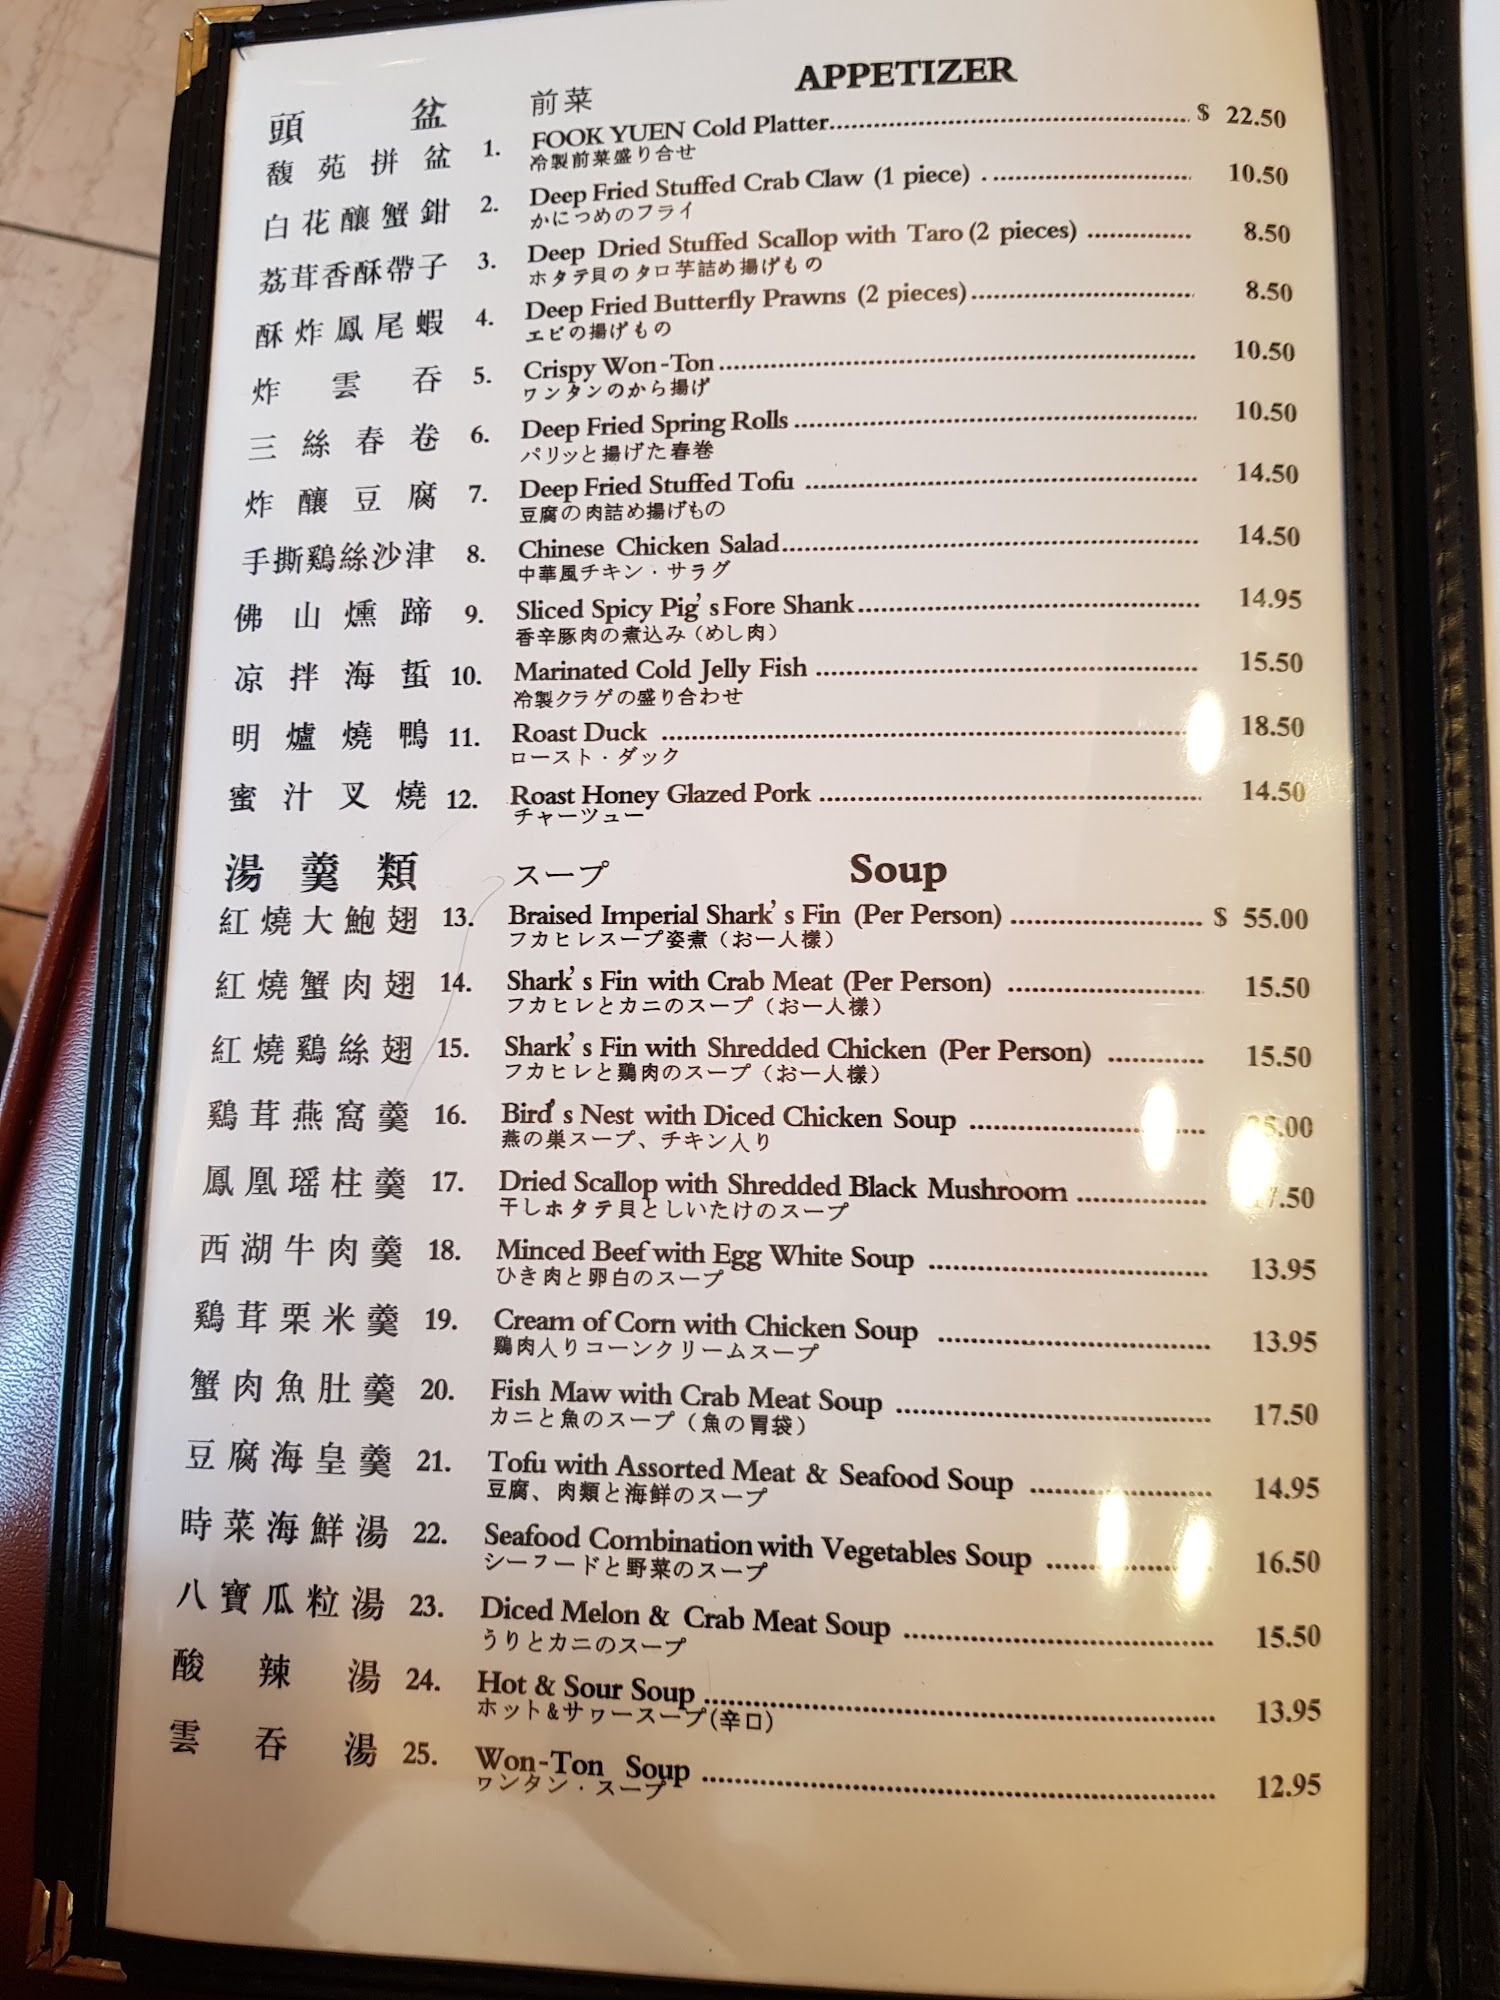 頭盆 前菜 APPETIZER
馥苑拼盆 1. FOOK YUEN Cold Platter........ $ 22.50
冷製前菜盛り合せ
白花釀蟹鉗 2. Deep Fried Stuffed Crab Claw (1 piece) ........ 10.50
かにつめのフライ
荔茸香酥帶子 3. Deep Dried Stuffed Scallop with Taro (2 pieces) ........ 8.50
ホタテ貝のタロ芋詰め揚げもの
酥炸鳳尾蝦 4. Deep Fried Butterfly Prawns (2 pieces)........ 8.50
エビの揚げもの
炸雲吞 5. Crispy Won-Ton........ 10.50
ワンタンのから揚げ
三絲春卷 6. Deep Fried Spring Rolls ........ 10.50
パリッと揚げた春巻
炸釀豆腐 7. Deep Fried Stuffed Tofu ........ 14.50
豆腐の肉詰め揚げもの
手撕鷄絲沙津 8. Chinese Chicken Salad........ 14.50
中華風チキン・サラグ
佛山燻蹄 9. Sliced Spicy Pig's Fore Shank........ 14.95
香辛豚肉の煮込み（めし肉）
凉拌海蜇 10. Marinated Cold Jelly Fish ........ 15.50
冷製クラゲの盛り合わせ
明爐燒鴨 11. Roast Duck ........ 18.50
ロースト・ダック
蜜汁叉燒 12. Roast Honey Glazed Pork ........ 14.50
チャーツュー
湯羹類 スープ Soup
紅燒大鮑翅 13. Braised Imperial Shark's Fin (Per Person) ........ $ 55.00
フカヒレスープ姿煮（お一人様）
紅燒蟹肉翅 14. Shark's Fin with Crab Meat (Per Person) ........ 15.50
フカヒレとカニのスープ（お一人様）
紅燒鷄絲翅 15. Shark's Fin with Shredded Chicken (Per Person) ........ 15.50
フカヒレと鶏肉のスープ（お一人様）
鷄茸燕窩羹 16. Bird's Nest with Diced Chicken Soup ........
燕の巣スープ、チキン入り
鳳凰瑶柱羹 17. Dried Scallop with Shredded Black Mushroom ........
干しホタテ貝としいたけのスープ
西湖牛肉羹 18. Minced Beef with Egg White Soup ........ 13.95
ひき肉と卵白のスープ
鷄茸栗米羹 19. Cream of Corn with Chicken Soup ........ 13.95
鶏肉入りコーンクリームスープ
蟹肉魚肚羹 20. Fish Maw with Crab Meat Soup ........ 17.50
カニと魚のスープ（魚の胃袋）
豆腐海皇羹 21. Tofu with Assorted Meat & Seafood Soup ........ 14.95
豆腐、肉類と海鮮のスープ
時菜海鮮湯 22. Seafood Combination with Vegetables Soup ........ 16.50
シーフードと野菜のスープ
八寶瓜粒湯 23. Diced Melon & Crab Meat Soup ........ 15.50
うりとカニのスープ
酸辣湯 24. Hot & Sour Soup ........ 13.95
ホット&サワースープ(辛口)
雲吞湯 25. Won-Ton Soup ........ 12.95
ワンタン・スープ